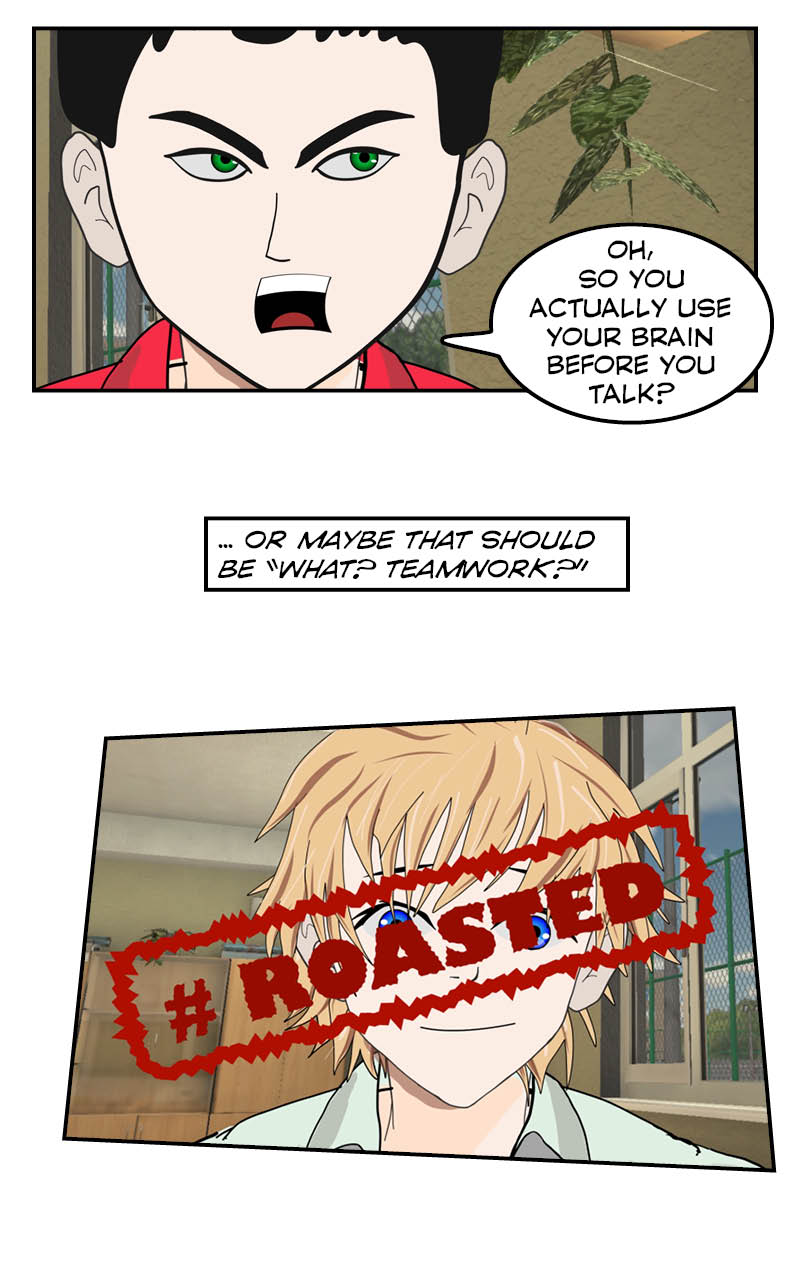 OH,
SO YOU
ACTUALLY USE
YOUR BRAIN
BEFORE YOU
TALK?
... OR MAYBE THAT SHOULD
BE "WHAT? TEAMWORK?"
# ROASTED